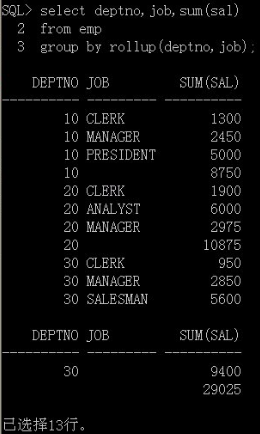 SQL> select deptno,job,sum(sal)
2 from emp
3 group by rollup(deptno,job);
DEPTNO JOB SUM(SAL)
---------- --------- ----------
10 CLERK 1300
10 MANAGER 2450
10 PRESIDENT 5000
10 8750
20 CLERK 1900
20 ANALYST 6000
20 MANAGER 2975
20 10875
30 CLERK 950
30 MANAGER 2850
30 SALESMAN 5600
DEPTNO JOB SUM(SAL)
---------- --------- ----------
30 9400
29025
已选择13行。